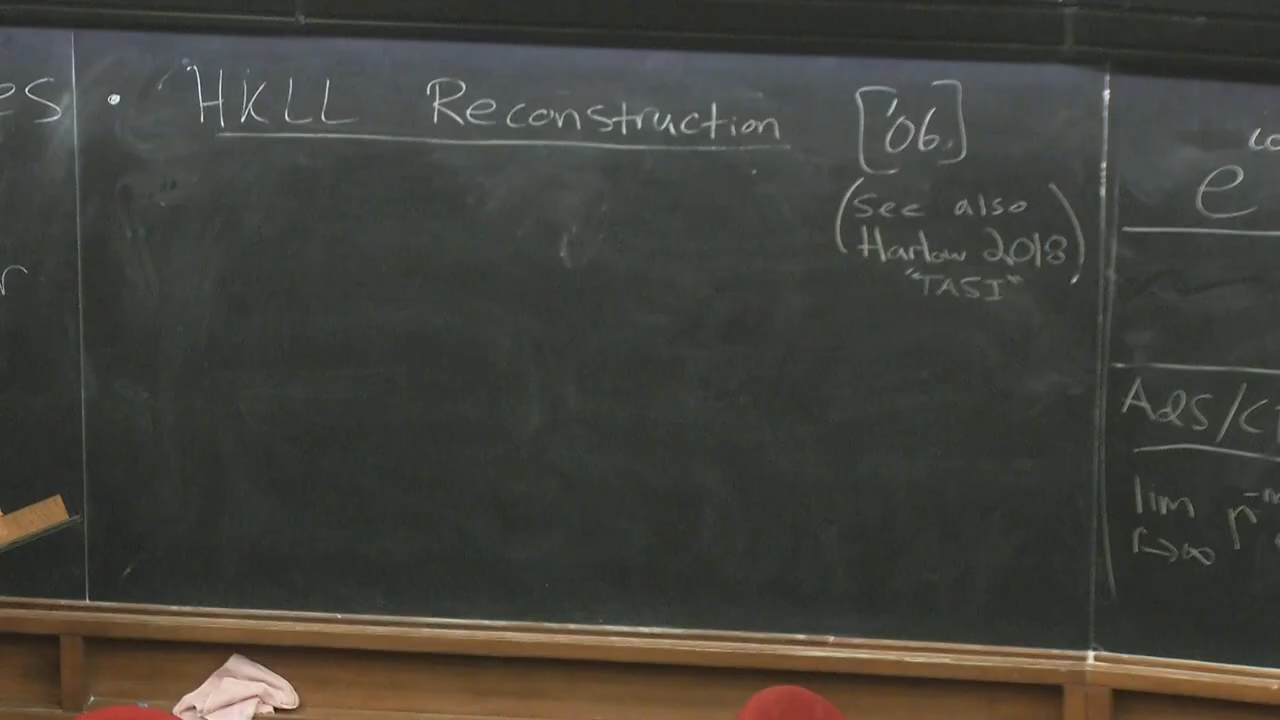 es
r
• HKLL Reconstruction ['06]
(see also
Harlow 2018)
"TASI"
e
AdS/C
lim
r→∞